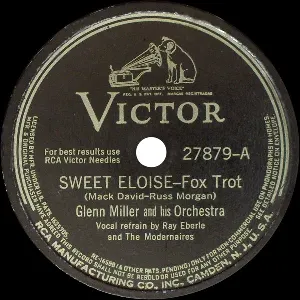 "HIS MASTER'S VOICE"
VICTOR
For best results use
RCA Victor Needles
27879-A
SWEET ELOISE–Fox Trot
(Mack David-Russ Morgan)
Glenn Miller and his Orchestra
Vocal refrain by Ray Eberle
and The Modernaires
RCA MANUFACTURING CO. INC. CAMDEN, N.J., U.S.A.